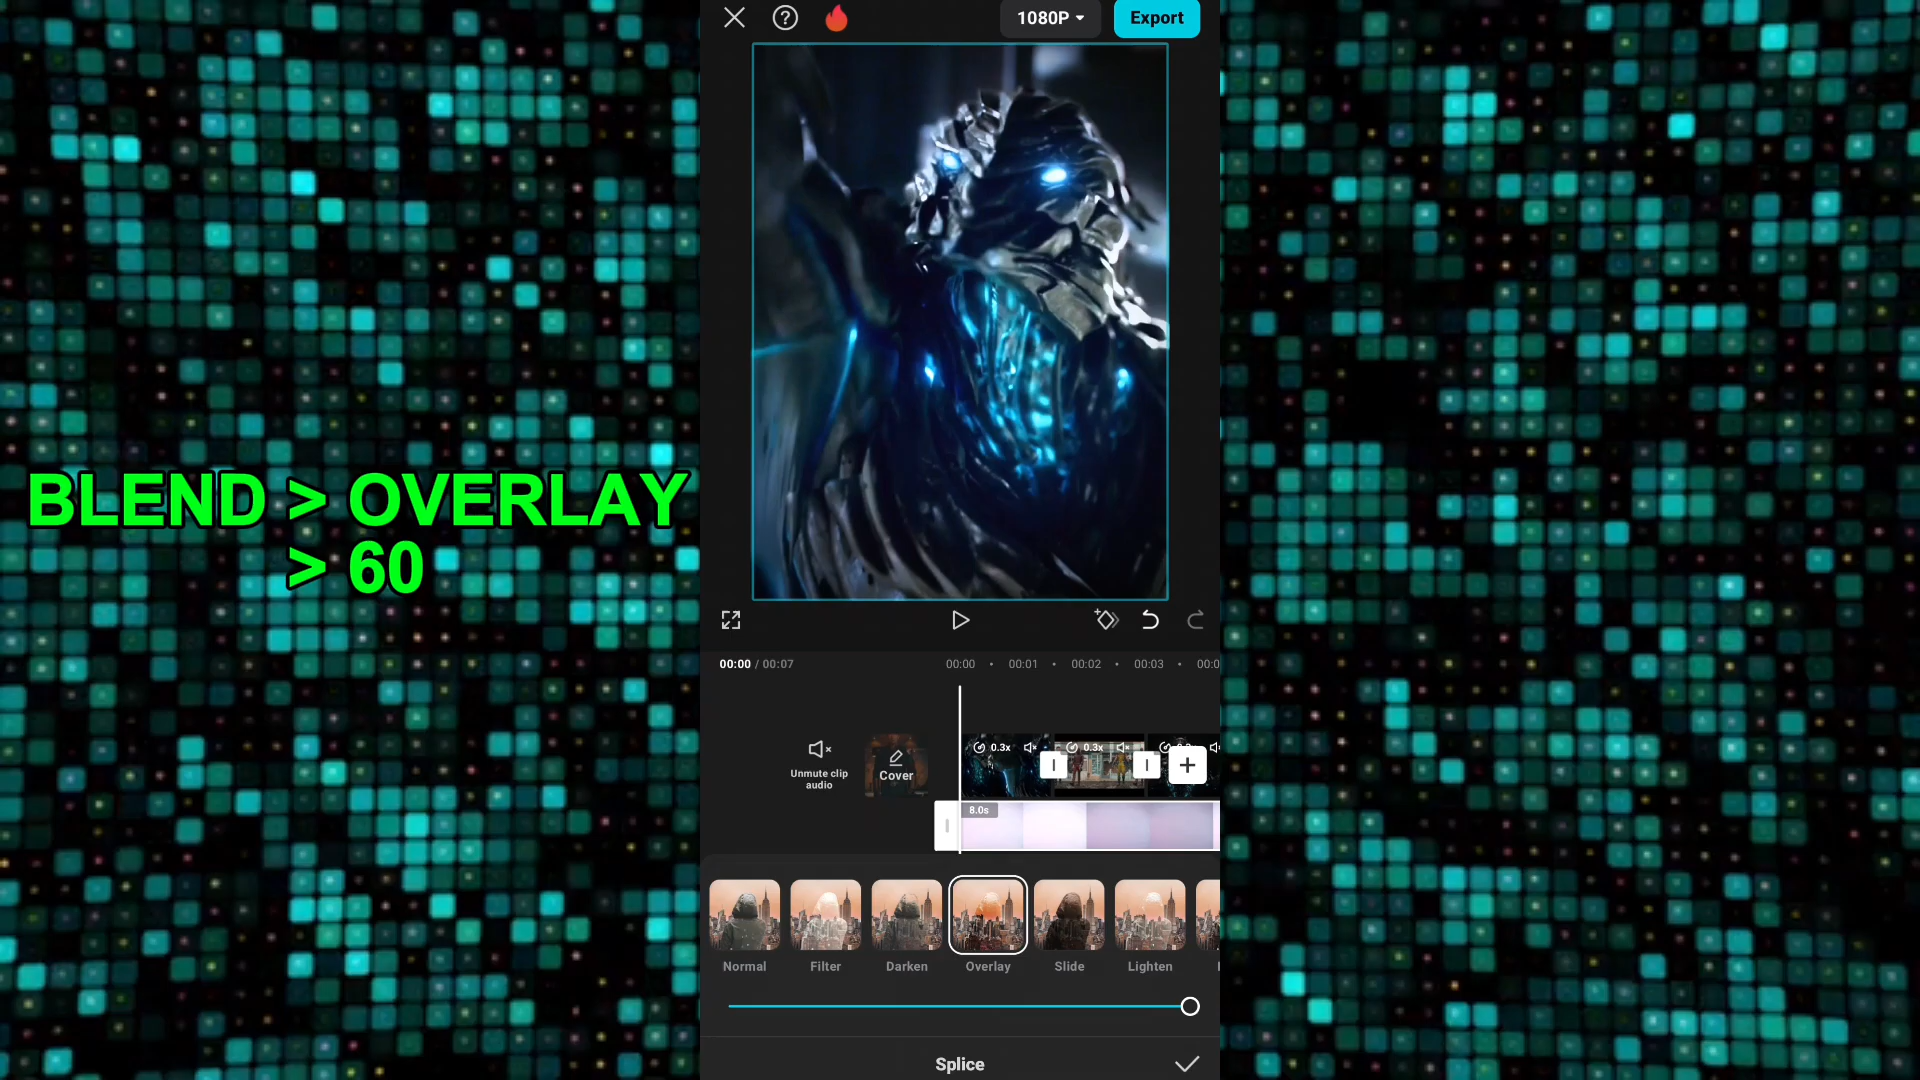 1080P
Export
BLEND > OVERLAY
> 60
00:00 / 00:07
00:00
00:01
00:02
00:03
0.3x
0.3x
Unmute clip
audio
Cover
8.0s
Normal
Filter
Darken
Overlay
Slide
Lighten
Splice